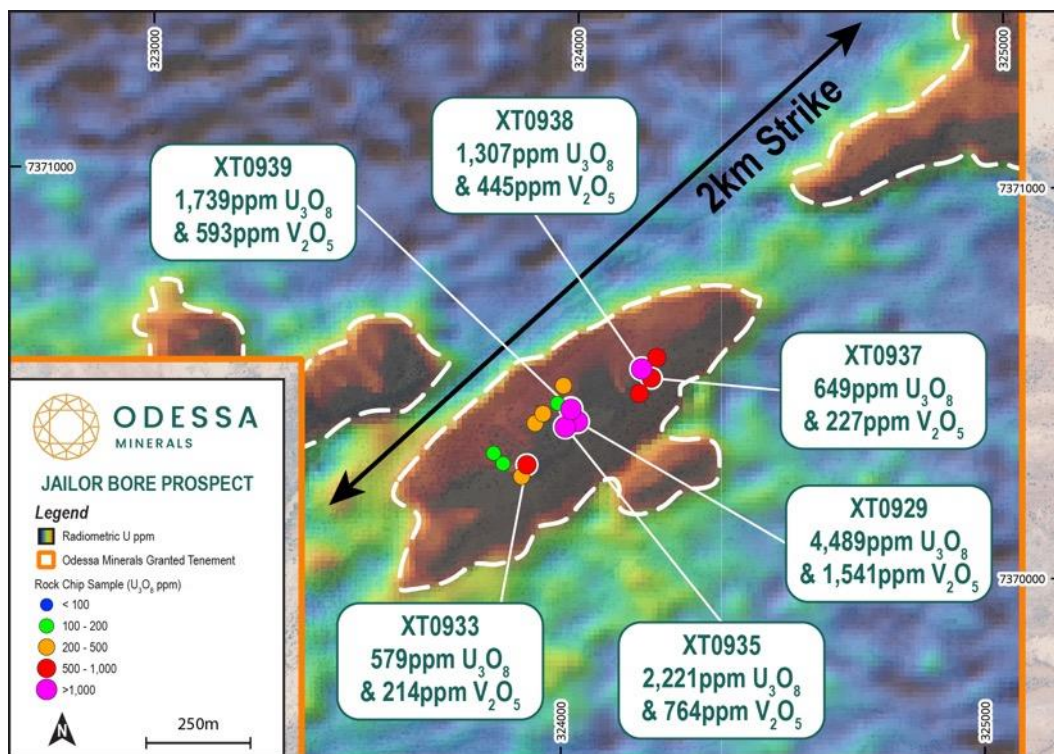 323000
324000
325000
7371000
7371000
2km Strike
XT0938
1,307ppm U₃O₈
& 445ppm V₂O₅
XT0939
1,739ppm U₃O₈
& 593ppm V₂O₅
XT0937
649ppm U₃O₈
& 227ppm V₂O₅
XT0929
4,489ppm U₃O₈
& 1,541ppm V₂O₅
7370000
XT0933
579ppm U₃O₈
& 214ppm V₂O₅
XT0935
2,221ppm U₃O₈
& 764ppm V₂O₅
324000
325000
ODESSA
MINERALS
JAILOR BORE PROSPECT
Legend
Radiometric U ppm
Odessa Minerals Granted Tenement
Rock Chip Sample (U₃O₈ ppm)
< 100
100 - 200
200 - 500
500 - 1,000
>1,000
N
250m